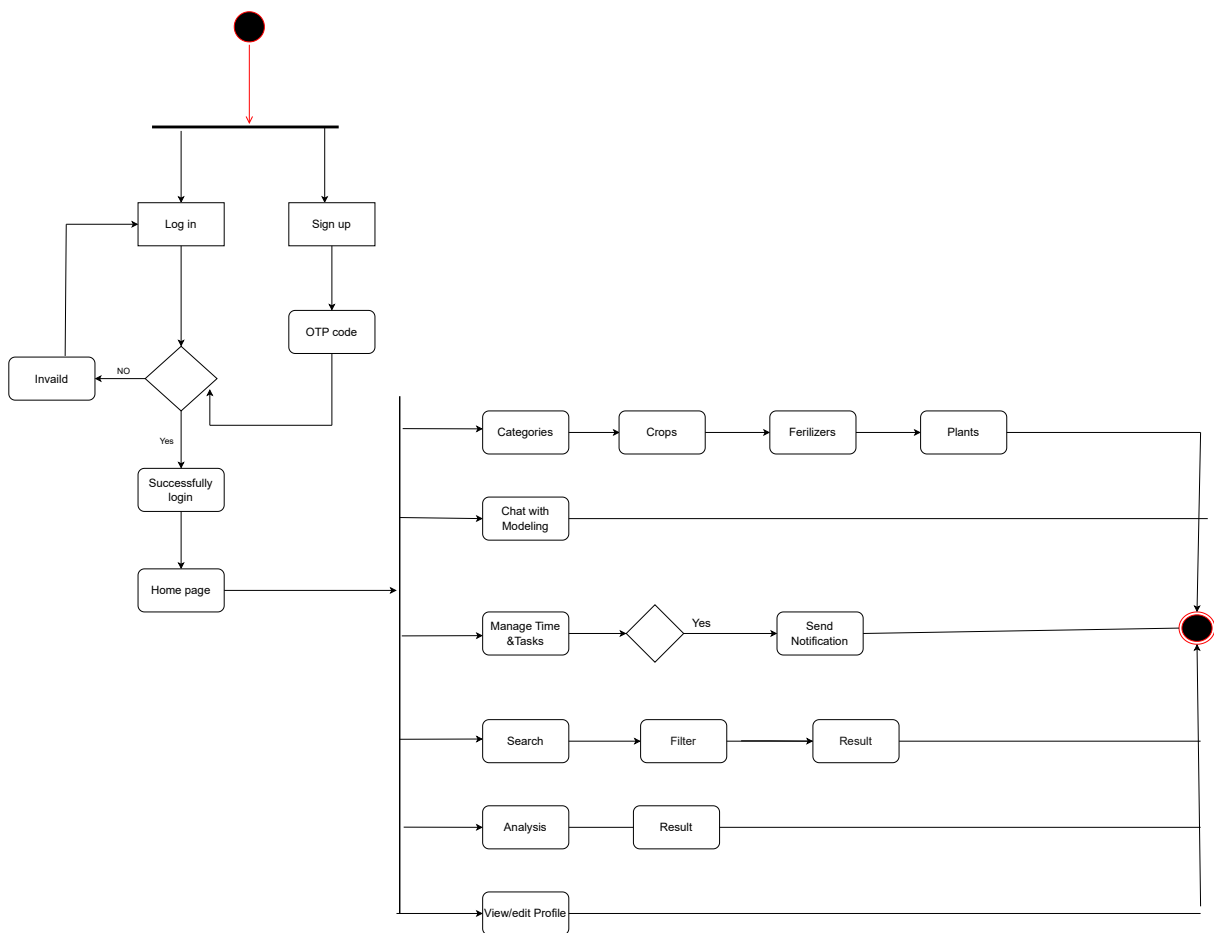 Log in
Sign up
OTP code
Invaild
NO
Yes
Successfully
login
Home page
Categories
Crops
Ferilizers
Plants
Chat with
Modeling
Manage Time
&Tasks
Yes
Send
Notification
Search
Filter
Result
Analysis
Result
View/edit Profile